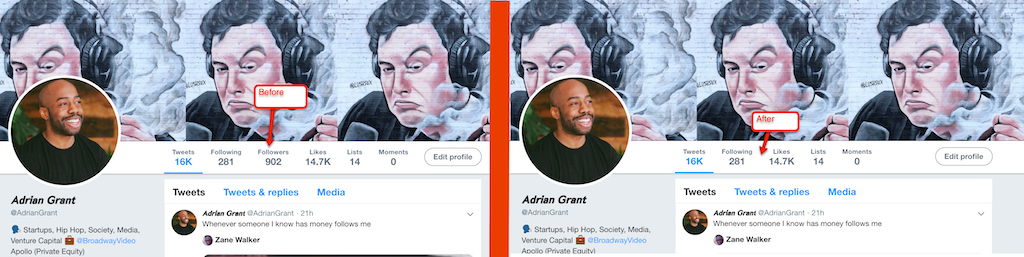 Before
Tweets Following Followers Likes Lists Moments
16K 281 902 14.7K 14 0
Edit profile
Adrian Grant
@AdrianGrant
🗣 Startups, Hip Hop, Society, Media,
Venture Capital 💼 @BroadwayVideo
Apollo (Private Equity)
Tweets Tweets & replies Media
Adrian Grant @AdrianGrant · 21h
Whenever someone I know has money follows me
Zane Walker
After
Tweets Following Likes Lists Moments
16K 281 14.7K 14 0
Edit profile
Adrian Grant
@AdrianGrant
🗣 Startups, Hip Hop, Society, Media,
Venture Capital 💼 @BroadwayVideo
Apollo (Private Equity)
Tweets Tweets & replies Media
Adrian Grant @AdrianGrant · 21h
Whenever someone I know has money follows me
Zane Walker